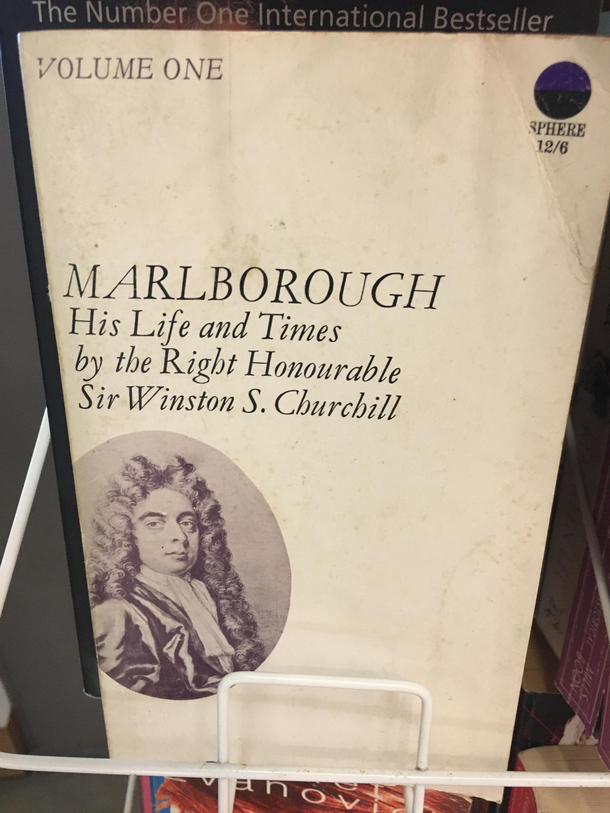 The Number One International Bestseller
VOLUME ONE
SPHERE
12/6
MARLBOROUGH
His Life and Times
by the Right Honourable
Sir Winston S. Churchill